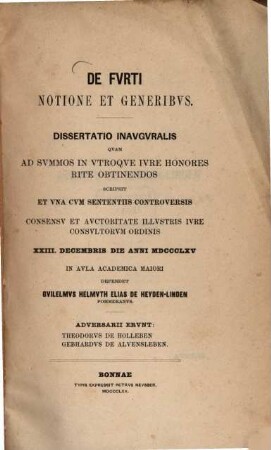 DE FVRTI
NOTIONE ET GENERIBVS.
DISSERTATIO INAVGVRALIS
QVAM
AD SVMMOS IN VTROQVE IVRE HONORES
RITE OBTINENDOS
SCRIPSIT
ET VNA CVM SENTENTIIS CONTROVERSIS
CONSENSV ET AVCTORITATE ILLVSTRIS IVRE
CONSVLTORVM ORDINIS
XXIII. DECEMBRIS DIE ANNI MDCCCLXV
IN AVLA ACADEMICA MAIORI
DEFENDET
GVILELMVS HELMVTH ELIAS DE HEYDEN-LINDEN
POMMERANVS.
ADVERSARII ERVNT:
THEODORVS DE BOLLEBEN
GEBHARDVS DE ALVENSLEBEN.
BONNAE
TYPIS EXPRESSIT PETRVS NEVSSER.
MDCCCLXV.